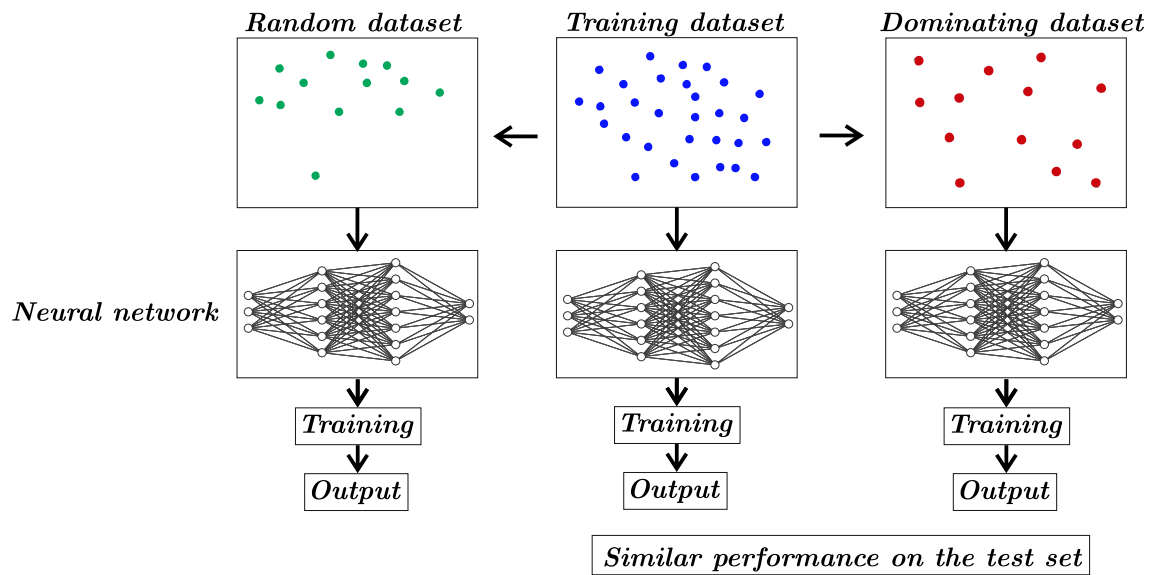 Random dataset
Training dataset
Dominating dataset
Neural network
Training
Training
Training
Output
Output
Output
Similar performance on the test set